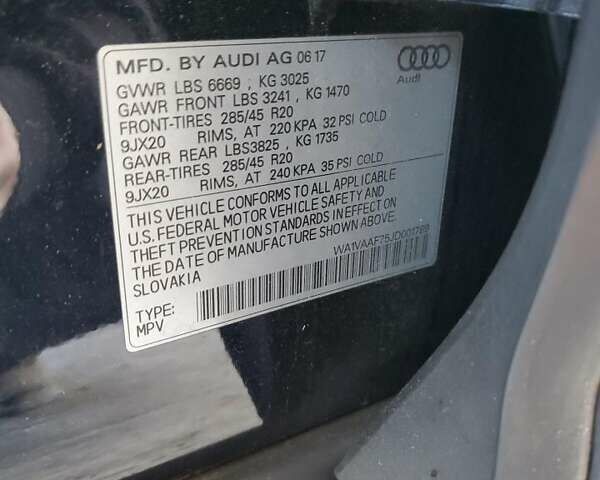 MFD. BY AUDI AG 06 17
Audi
GVWR LBS 6669 , KG 3025
GAWR FRONT LBS 3241 , KG 1470
FRONT-TIRES 285/45 R20
9JX20 RIMS, AT 220 KPA 32 PSI COLD
GAWR REAR LBS3825 , KG 1735
REAR-TIRES 285/45 R20
9JX20 RIMS, AT 240 KPA 35 PSI COLD
THIS VEHICLE CONFORMS TO ALL APPLICABLE
U.S. FEDERAL MOTOR VEHICLE SAFETY AND
THEFT PREVENTION STANDARDS IN EFFECT ON
THE DATE OF MANUFACTURE SHOWN ABOVE.
SLOVAKIA
WA1VAAF75JD001789
TYPE:
MPV